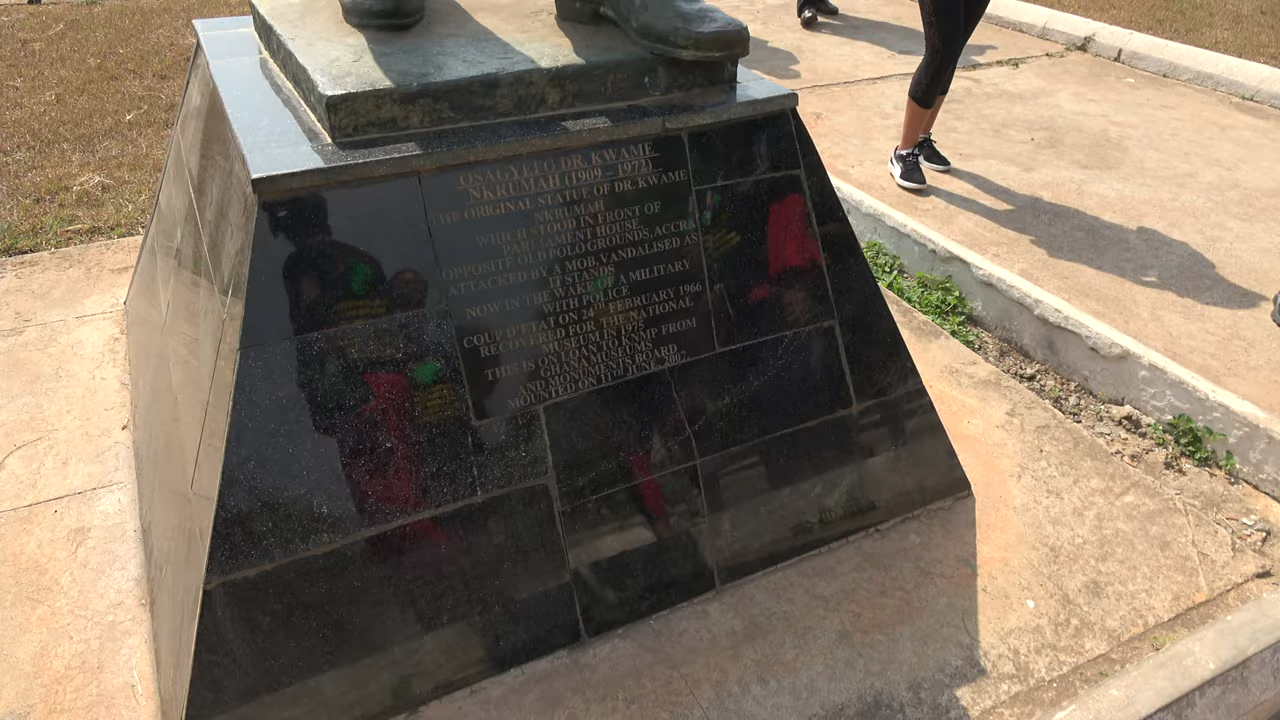 OSAGYEFO DR. KWAME
NKRUMAH (1909 – 1972)
THE ORIGINAL STATUE OF DR. KWAME
NKRUMAH
WHICH STOOD IN FRONT OF
PARLIAMENT HOUSE,
OPPOSITE OLD POLO GROUNDS, ACCRA
ATTACKED BY A MOB, VANDALISED AS
IT STANDS
NOW IN THE WAKE OF A MILITARY
WITH POLICE
COUP D'ETAT ON 24TH FEBRUARY 1966
RECOVERED FOR THE NATIONAL
MUSEUM IN 1975
THIS IS ON LOAN TO KNMP FROM
GHANA MUSEUMS
AND MONUMENTS BOARD
MOUNTED ON 11TH JUNE, 2007.